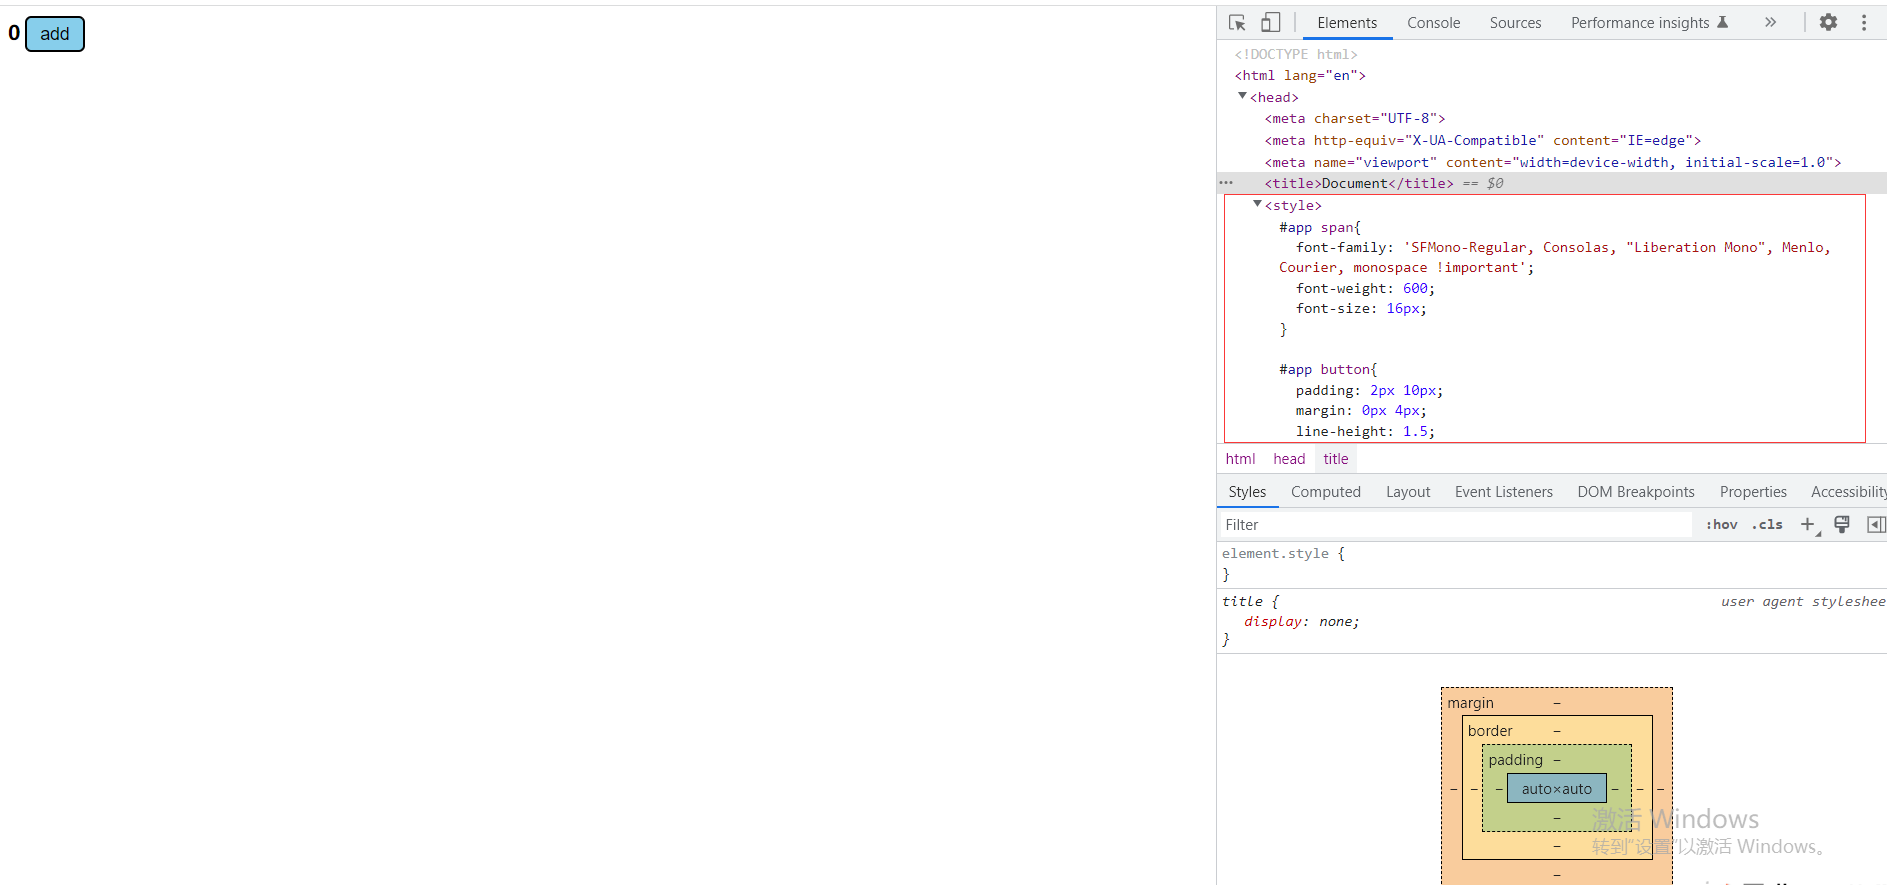 0 add
Elements Console Sources Performance insights
<!DOCTYPE html>
<html lang="en">
<head>
<meta charset="UTF-8">
<meta http-equiv="X-UA-Compatible" content="IE=edge">
<meta name="viewport" content="width=device-width, initial-scale=1.0">
<title>Document</title> == $0
<style>
#app span{
font-family: 'SFMono-Regular, Consolas, "Liberation Mono", Menlo,
Courier, monospace !important';
font-weight: 600;
font-size: 16px;
}
#app button{
padding: 2px 10px;
margin: 0px 4px;
line-height: 1.5;
html head title
Styles Computed Layout Event Listeners DOM Breakpoints Properties Accessibility
Filter :hov .cls
element.style {
}
title { user agent styleshee
display: none;
}
margin –
border –
padding –
– – – auto×auto – – –
–
–
–
激活 Windows
转到“设置”以激活 Windows。